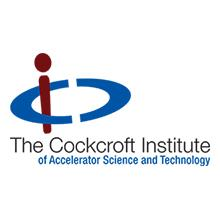 The Cockcroft Institute
of Accelerator Science and Technology